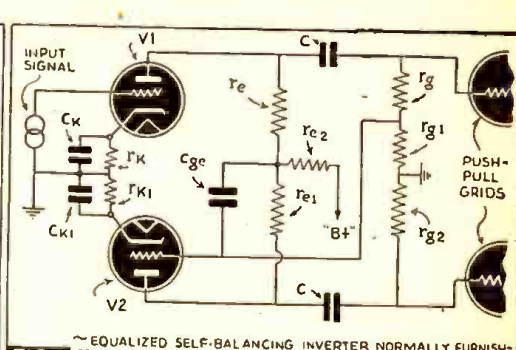 INPUT
SIGNAL
V1
C
re
rg
CK
rK
Cge
re2
rg1
PUSH-
PULL
GRIDS
CK1
rK1
re1
"B+"
rg2
V2
C
~EQUALIZED SELF-BALANCING INVERTER NORMALLY FURNISH-